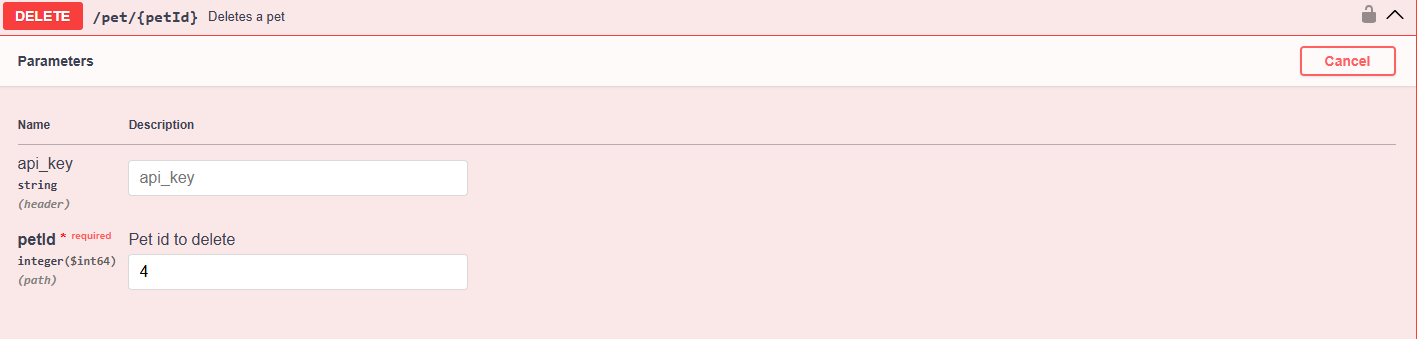 DELETE /pet/{petId} Deletes a pet
Parameters Cancel
Name Description
api_key
string
(header)
api_key
petId * required
integer($int64)
(path)
Pet id to delete
4